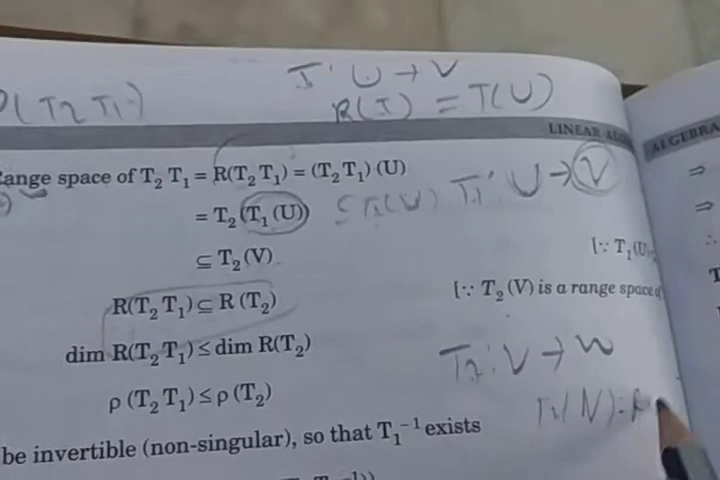 T: U → V
(T2 T1)
R(T) = T(U)
LINEAR
ALGEBRA
Range space of T₂ T₁ = R(T₂ T₁) = (T₂ T₁) (U)
T1: U → V
= T₂ (T₁ (U))
⊆ T₂ (V)
[∵ T₁(U)
R(T₂ T₁) ⊆ R (T₂)
[∵ T₂ (V) is a range space of
dim R(T₂ T₁) ≤ dim R(T₂)
T2: V → W
ρ (T₂ T₁) ≤ ρ (T₂)
be invertible (non-singular), so that T₁⁻¹ exists